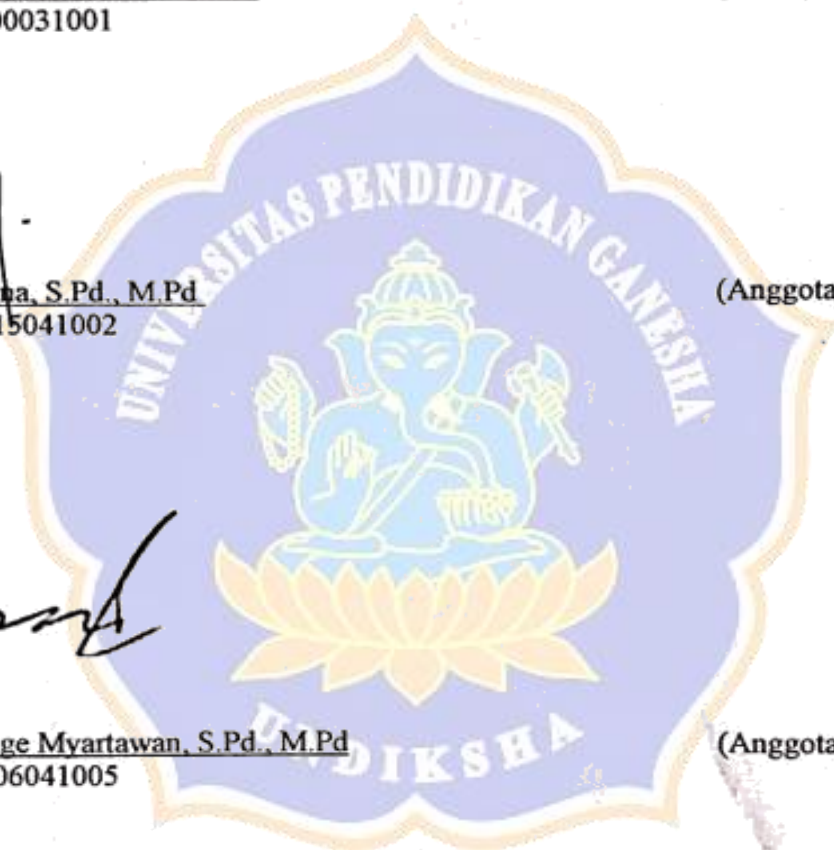 00031001
UNIVERSITAS PENDIDIKAN GANESHA
na, S.Pd., M.Pd
(Anggota
15041002
ge Myartawan, S.Pd., M.Pd
(Anggota
06041005
UNDIKSHA